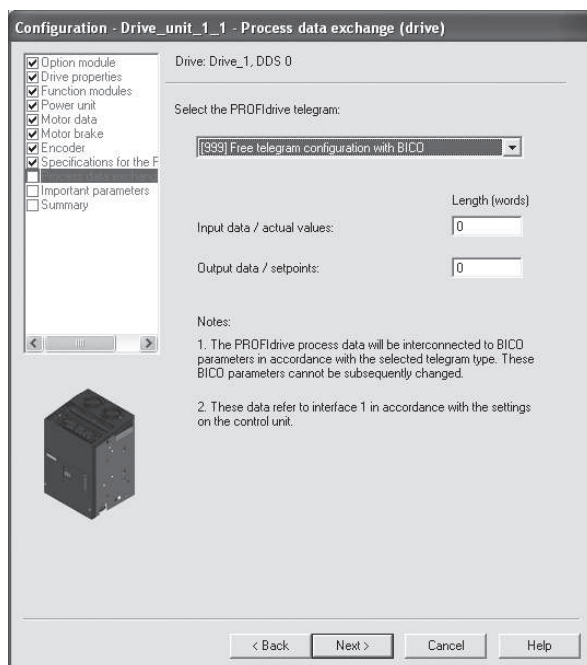 Configuration - Drive_unit_1_1 - Process data exchange (drive)
Option module
Drive properties
Function modules
Power unit
Motor data
Motor brake
Encoder
Specifications for the F
Process data exchan
Important parameters
Summary
Drive: Drive_1, DDS 0
Select the PROFIdrive telegram:
[999] Free telegram configuration with BICO
Length (words)
Input data / actual values:
0
Output data / setpoints:
0
Notes:
1. The PROFIdrive process data will be interconnected to BICO
parameters in accordance with the selected telegram type. These
BICO parameters cannot be subsequently changed.
2. These data refer to interface 1 in accordance with the settings
on the control unit.
< Back
Next >
Cancel
Help